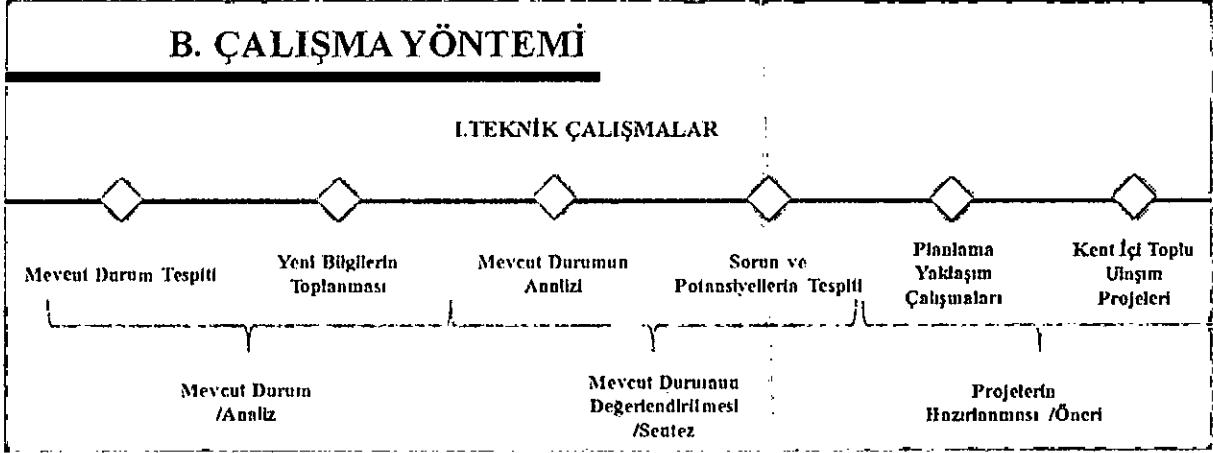 B. ÇALIŞMA YÖNTEMİ
I.TEKNİK ÇALIŞMALAR
Mevcut Durum Tespiti
Yeni Bilgilerin
Toplanması
Mevcut Durumun
Analizi
Sorun ve
Potansiyellerin Tespiti
Planlama
Yaklaşım
Çalışmaları
Kent İçi Toplu
Ulaşım
Projeleri
Mevcut Durum
/Analiz
Mevcut Durumun
Değerlendirilmesi
/Sentez
Projelerin
Hazırlanması /Öneri